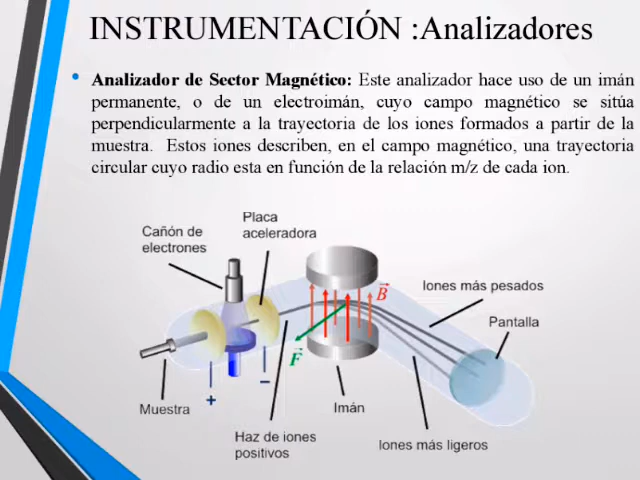 INSTRUMENTACIÓN :Analizadores
• Analizador de Sector Magnético: Este analizador hace uso de un imán
permanente, o de un electroimán, cuyo campo magnético se sitúa
perpendicularmente a la trayectoria de los iones formados a partir de la
muestra. Estos iones describen, en el campo magnético, una trayectoria
circular cuyo radio esta en función de la relación m/z de cada ion.
Placa
aceleradora
Cañón de
electrones
Iones más pesados
B
Pantalla
F
+
−
Muestra
Imán
Haz de iones
positivos
Iones más ligeros